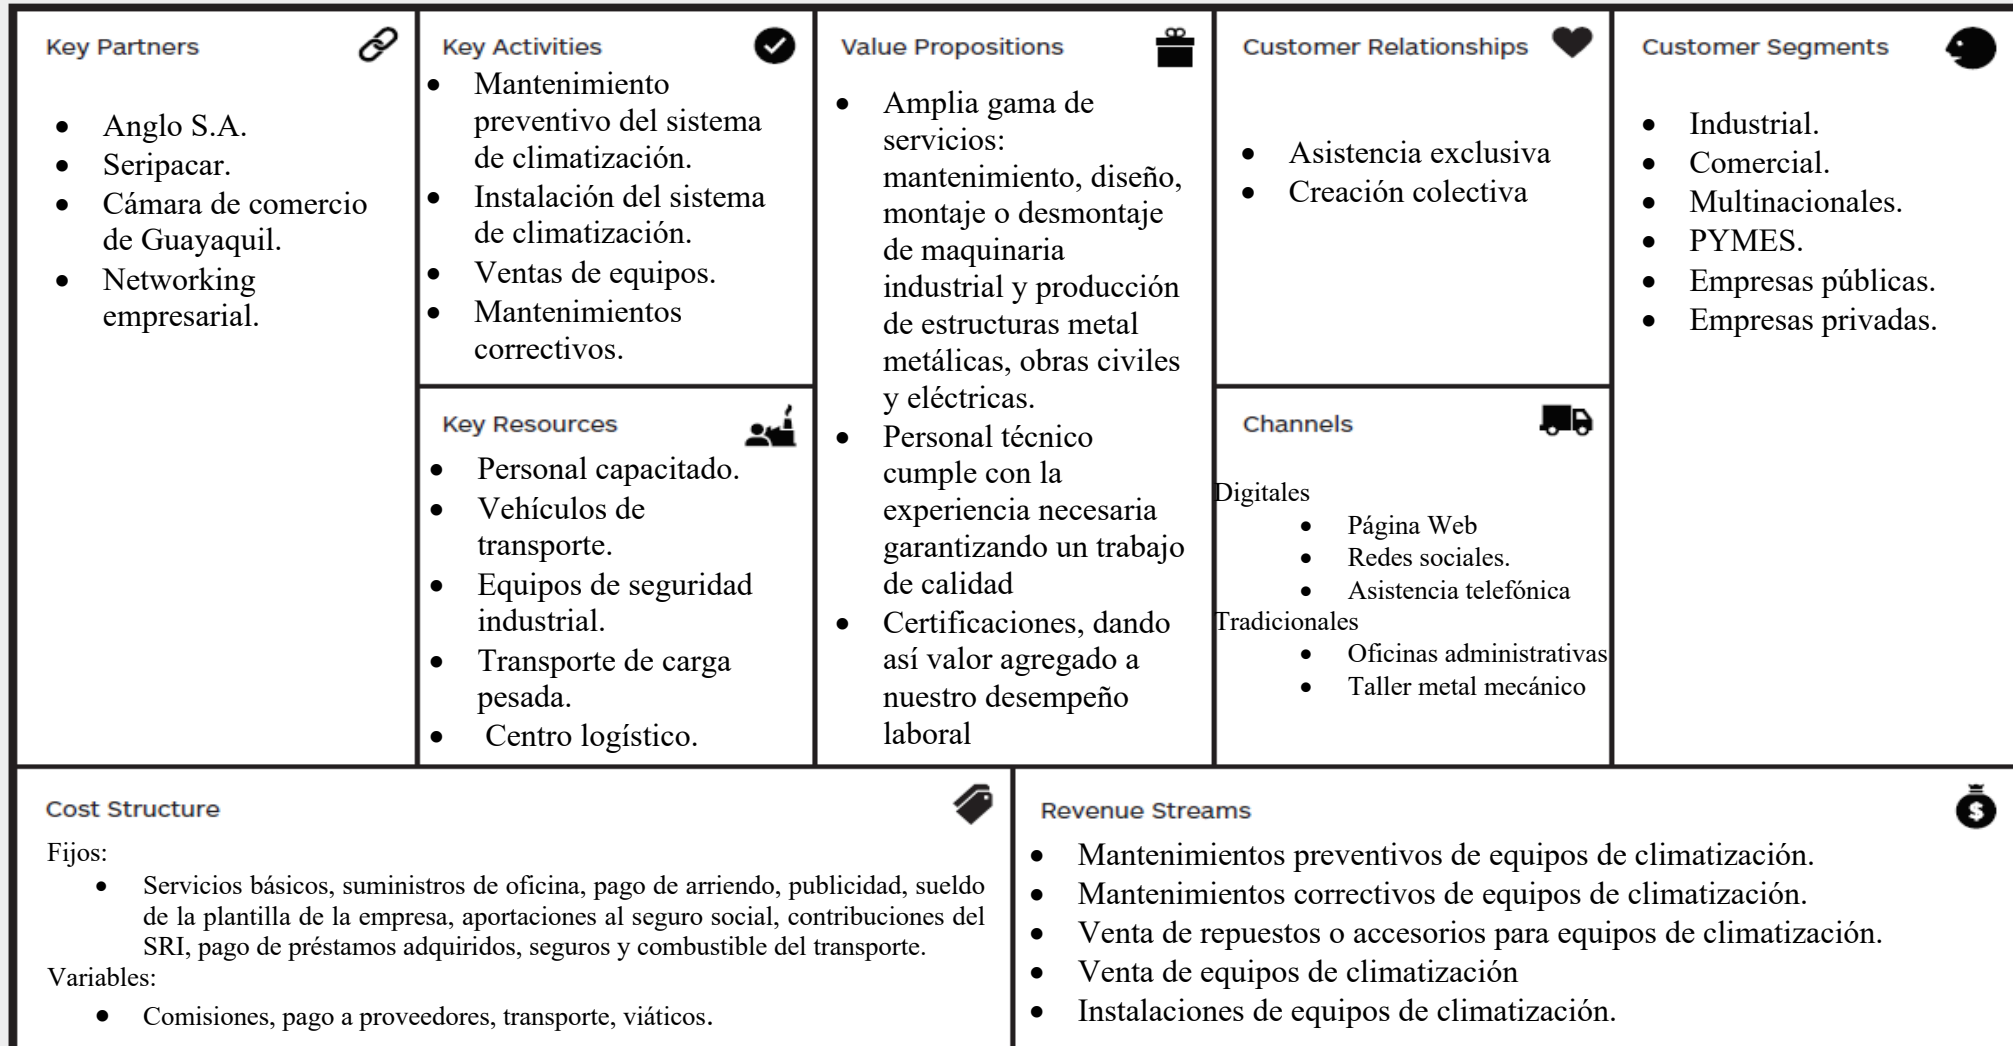 Key Partners
Anglo S.A.
Seripacar.
Cámara de comercio
de Guayaquil.
Networking
empresarial.
Key Activities
Mantenimiento
preventivo del sistema
de climatización.
Instalación del sistema
de climatización.
Ventas de equipos.
Mantenimientos
correctivos.
Key Resources
Personal capacitado.
Vehículos de
transporte.
Equipos de seguridad
industrial.
Transporte de carga
pesada.
Centro logístico.
Value Propositions
Amplia gama de
servicios:
mantenimiento, diseño,
montaje o desmontaje
de maquinaria
industrial y producción
de estructuras metal
metálicas, obras civiles
y eléctricas.
Personal técnico
cumple con la
experiencia necesaria
garantizando un trabajo
de calidad
Certificaciones, dando
así valor agregado a
nuestro desempeño
laboral
Customer Relationships
Asistencia exclusiva
Creación colectiva
Channels
Digitales
Página Web
Redes sociales.
Asistencia telefónica
Tradicionales
Oficinas administrativas
Taller metal mecánico
Customer Segments
Industrial.
Comercial.
Multinacionales.
PYMES.
Empresas públicas.
Empresas privadas.
Cost Structure
Fijos:
Servicios básicos, suministros de oficina, pago de arriendo, publicidad, sueldo
de la plantilla de la empresa, aportaciones al seguro social, contribuciones del
SRI, pago de préstamos adquiridos, seguros y combustible del transporte.
Variables:
Comisiones, pago a proveedores, transporte, viáticos.
Revenue Streams
$
Mantenimientos preventivos de equipos de climatización.
Mantenimientos correctivos de equipos de climatización.
Venta de repuestos o accesorios para equipos de climatización.
Venta de equipos de climatización
Instalaciones de equipos de climatización.